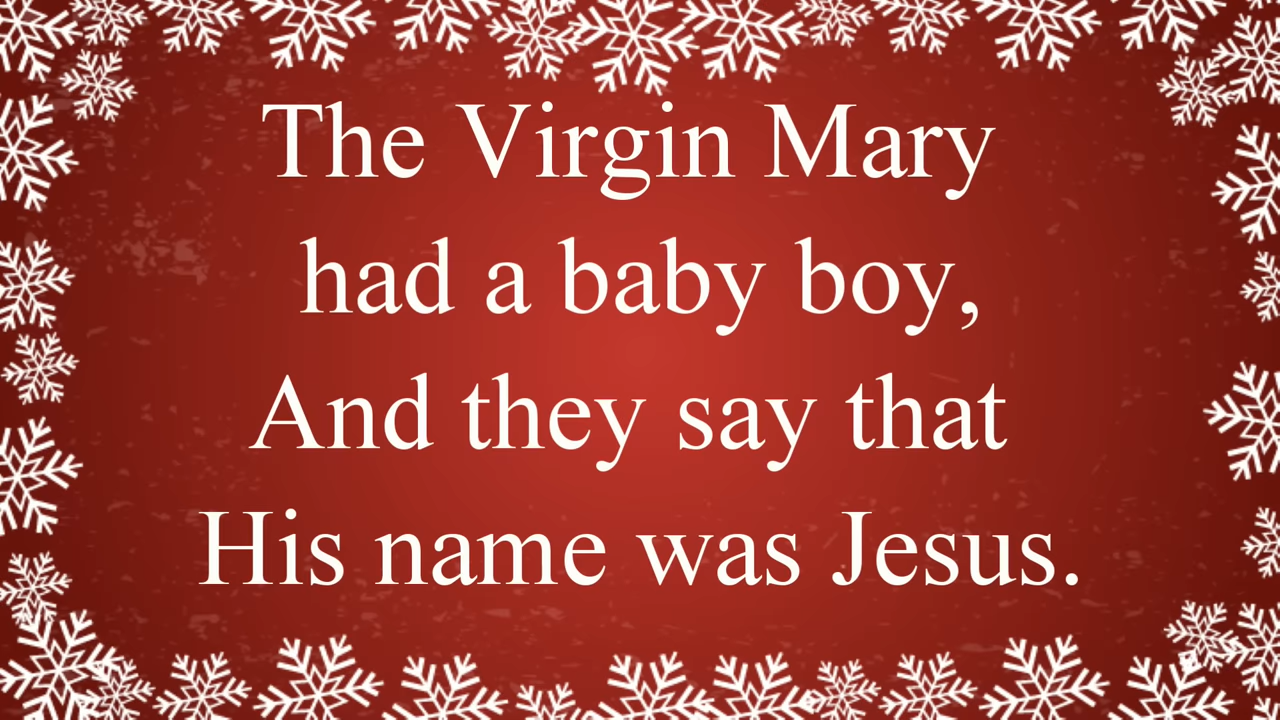 The Virgin Mary
had a baby boy,
And they say that
His name was Jesus.